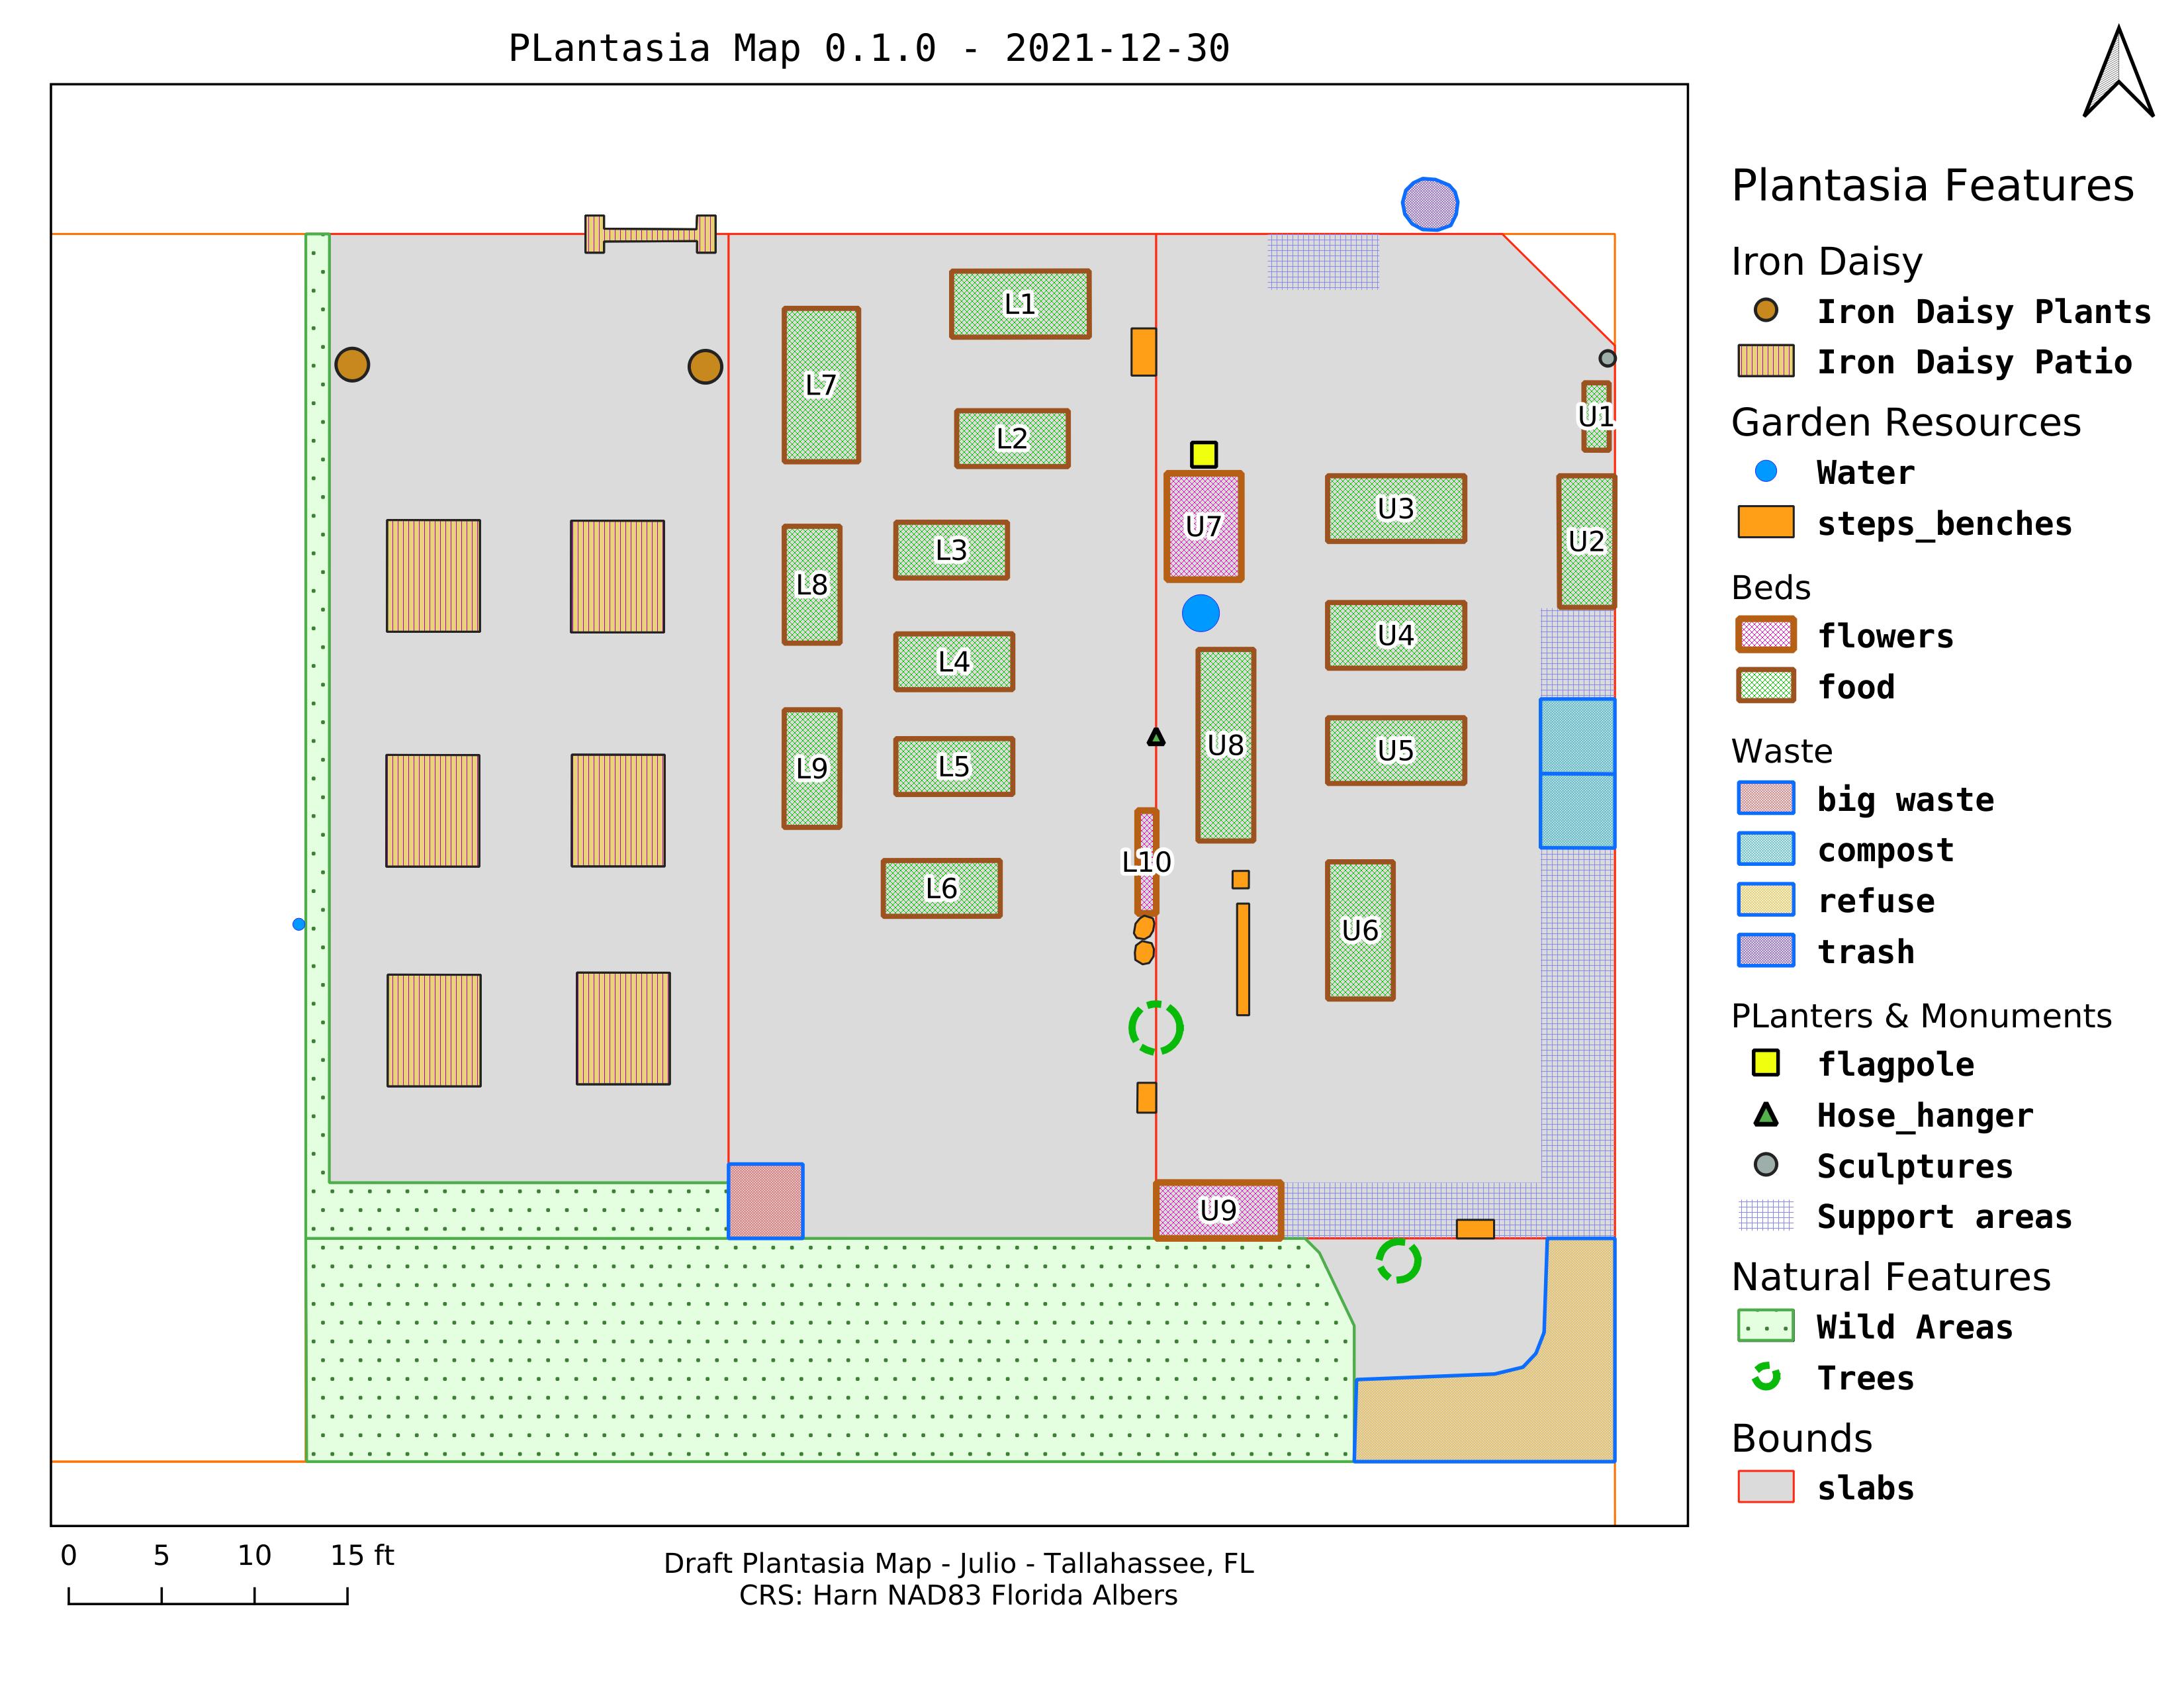 PLantasia Map 0.1.0 - 2021-12-30
Plantasia Features
Iron Daisy
Iron Daisy Plants
Iron Daisy Patio
Garden Resources
Water
steps_benches
Beds
flowers
food
Waste
big waste
compost
refuse
trash
PLanters & Monuments
flagpole
Hose_hanger
Sculptures
Support areas
Natural Features
Wild Areas
Trees
Bounds
slabs
L1
L7
U1
L2
U3
U7
U2
L3
L8
U4
L4
U8
U5
L5
L9
L10
L6
U6
U9
0 5 10 15 ft
Draft Plantasia Map - Julio - Tallahassee, FL
CRS: Harn NAD83 Florida Albers